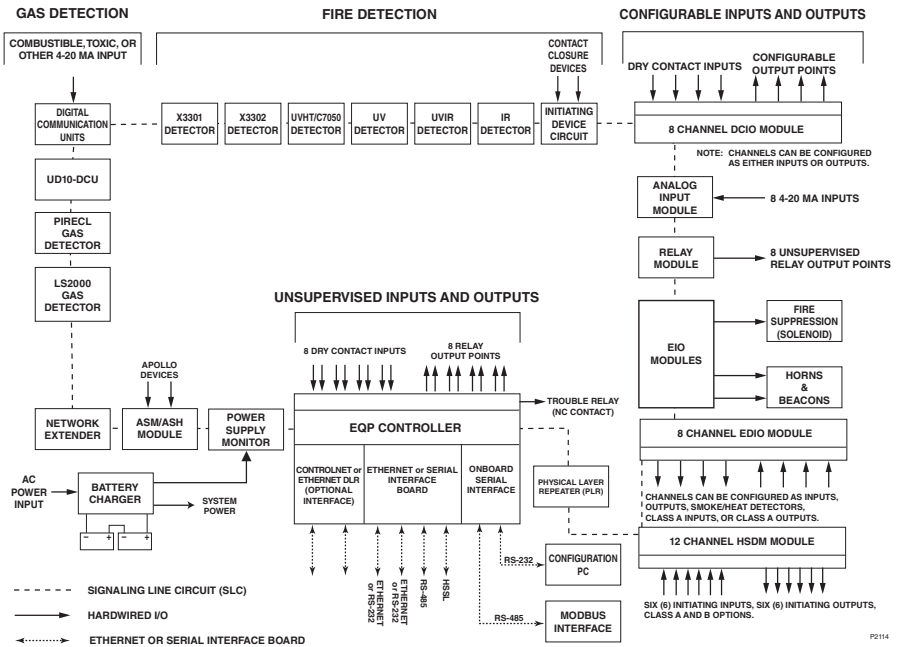 GAS DETECTION
FIRE DETECTION
CONFIGURABLE INPUTS AND OUTPUTS
COMBUSTIBLE, TOXIC, OR
OTHER 4-20 MA INPUT
CONTACT
CLOSURE
DEVICES
DRY CONTACT INPUTS
CONFIGURABLE
OUTPUT POINTS
DIGITAL
COMMUNICATION
UNITS
X3301
DETECTOR
X3302
DETECTOR
UVHT/C7050
DETECTOR
UV
DETECTOR
UVIR
DETECTOR
IR
DETECTOR
INITIATING
DEVICE
CIRCUIT
8 CHANNEL DCIO MODULE
NOTE: CHANNELS CAN BE CONFIGURED
AS EITHER INPUTS OR OUTPUTS.
UD10-DCU
PIRECL
GAS
DETECTOR
LS2000
GAS
DETECTOR
ANALOG
INPUT
MODULE
8 4-20 MA INPUTS
RELAY
MODULE
8 UNSUPERVISED
RELAY OUTPUT POINTS
EIO
MODULES
FIRE
SUPPRESSION
(SOLENOID)
HORNS
&
BEACONS
UNSUPERVISED INPUTS AND OUTPUTS
8 DRY CONTACT INPUTS
8 RELAY
OUTPUT POINTS
APOLLO
DEVICES
TROUBLE RELAY
(NC CONTACT)
NETWORK
EXTENDER
ASM/ASH
MODULE
POWER
SUPPLY
MONITOR
EQP CONTROLLER
8 CHANNEL EDIO MODULE
CONTROLNET or
ETHERNET DLR
(OPTIONAL
INTERFACE)
ETHERNET or SERIAL
INTERFACE
BOARD
ONBOARD
SERIAL
INTERFACE
PHYSICAL LAYER
REPEATER (PLR)
AC
POWER
INPUT
BATTERY
CHARGER
SYSTEM
POWER
– + – +
CHANNELS CAN BE CONFIGURED AS INPUTS,
OUTPUTS, SMOKE/HEAT DETECTORS,
CLASS A INPUTS, OR CLASS A OUTPUTS.
12 CHANNEL HSDM MODULE
RS-232
CONFIGURATION
PC
ETHERNET
or RS-232
ETHERNET
or RS-232
RS-485
HSSL
RS-485
MODBUS
INTERFACE
SIX (6) INITIATING INPUTS, SIX (6) INITIATING OUTPUTS,
CLASS A AND B OPTIONS.
SIGNALING LINE CIRCUIT (SLC)
HARDWIRED I/O
ETHERNET OR SERIAL INTERFACE BOARD
P2114